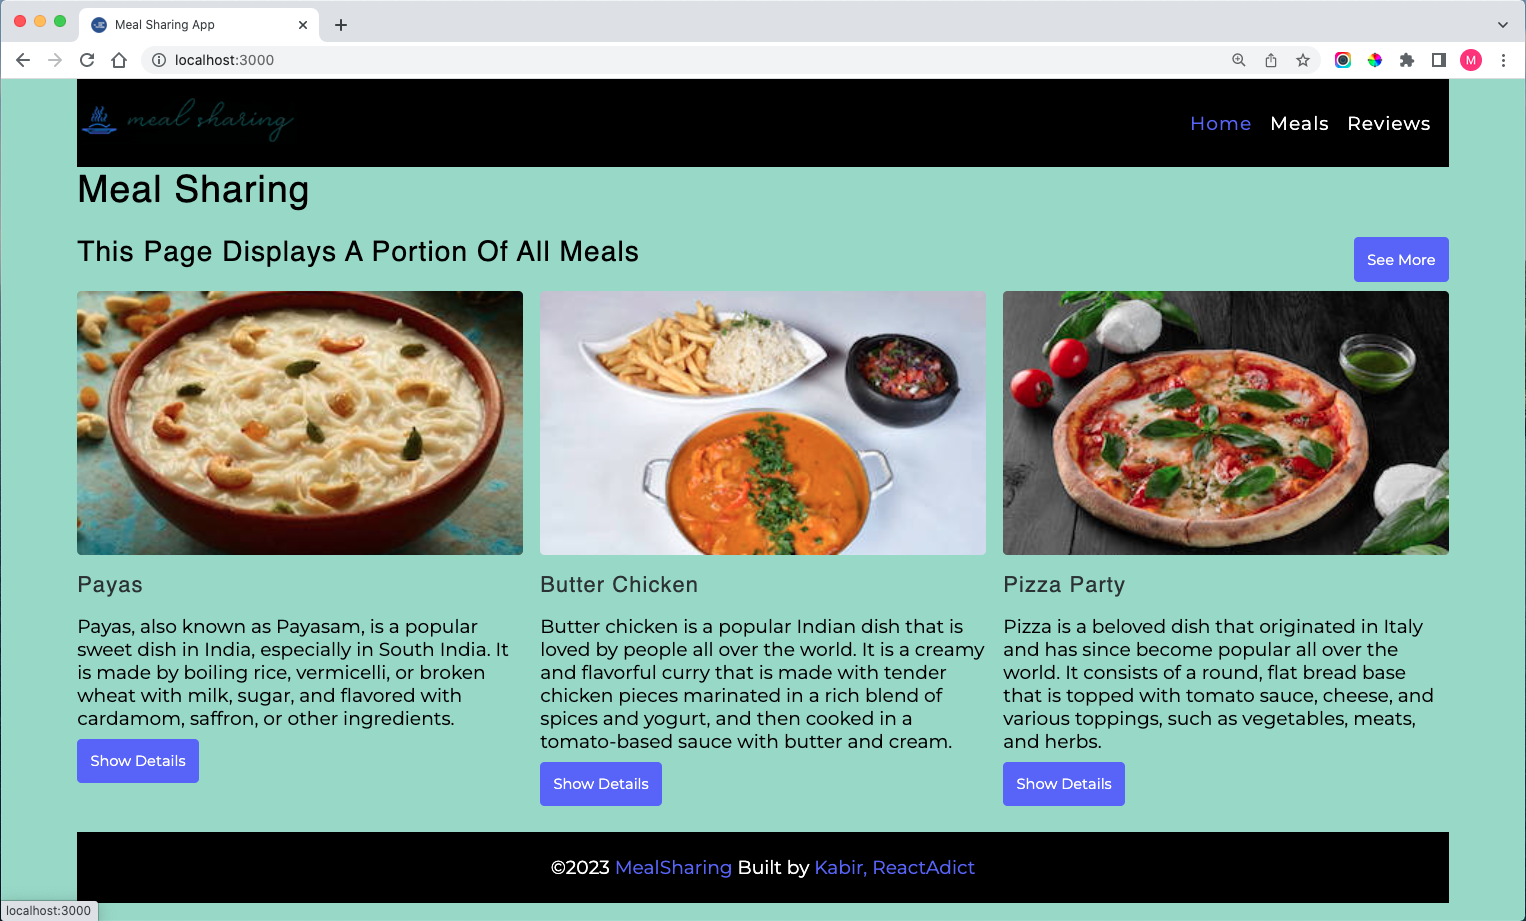 Meal Sharing App
localhost:3000
M
meal sharing
Home Meals Reviews
Meal Sharing
This Page Displays A Portion Of All Meals
See More
Payas
Payas, also known as Payasam, is a popular
sweet dish in India, especially in South India. It
is made by boiling rice, vermicelli, or broken
wheat with milk, sugar, and flavored with
cardamom, saffron, or other ingredients.
Show Details
Butter Chicken
Butter chicken is a popular Indian dish that is
loved by people all over the world. It is a creamy
and flavorful curry that is made with tender
chicken pieces marinated in a rich blend of
spices and yogurt, and then cooked in a
tomato-based sauce with butter and cream.
Show Details
Pizza Party
Pizza is a beloved dish that originated in Italy
and has since become popular all over the
world. It consists of a round, flat bread base
that is topped with tomato sauce, cheese, and
various toppings, such as vegetables, meats,
and herbs.
Show Details
©2023 MealSharing Built by Kabir, ReactAdict
localhost:3000